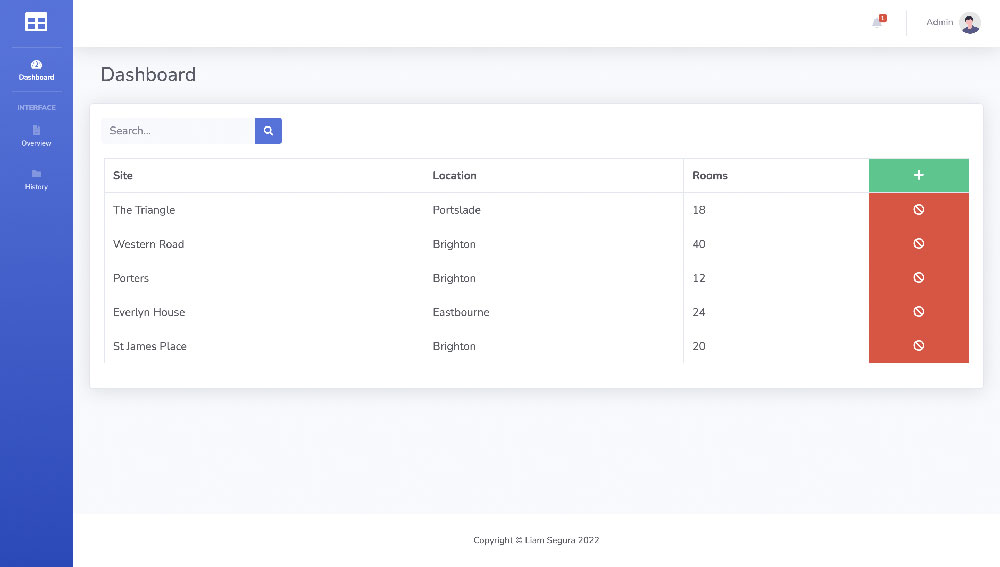 1
Admin
Dashboard
INTERFACE
Overview
History
Dashboard
Search...
Site Location Rooms
The Triangle Portslade 18
Western Road Brighton 40
Porters Brighton 12
Everlyn House Eastbourne 24
St James Place Brighton 20
Copyright © Liam Segura 2022